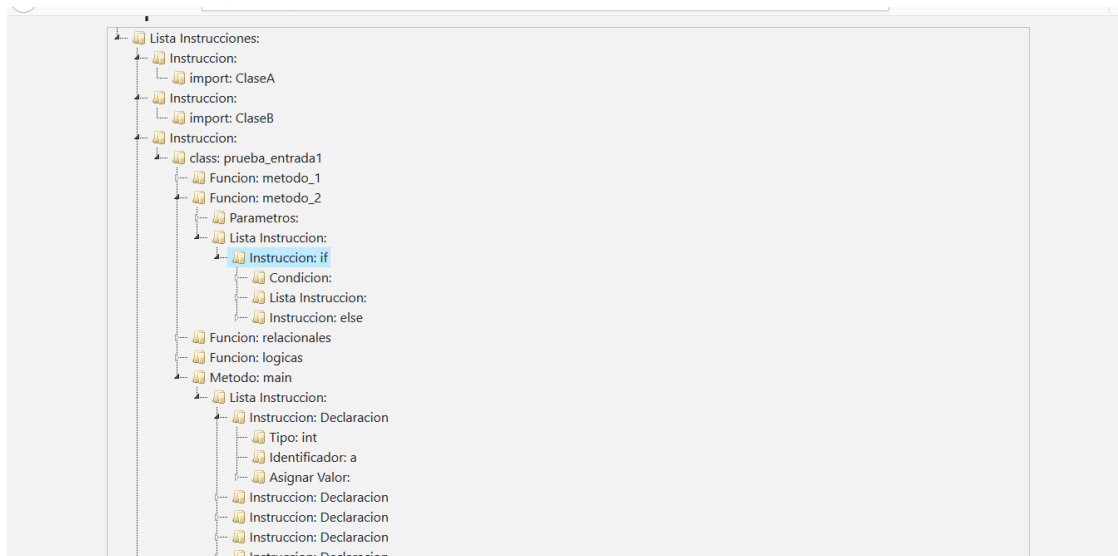 Lista Instrucciones:
Instruccion:
import: ClaseA
Instruccion:
import: ClaseB
Instruccion:
class: prueba_entrada1
Funcion: metodo_1
Funcion: metodo_2
Parametros:
Lista Instruccion:
Instruccion: if
Condicion:
Lista Instruccion:
Instruccion: else
Funcion: relacionales
Funcion: logicas
Metodo: main
Lista Instruccion:
Instruccion: Declaracion
Tipo: int
Identificador: a
Asignar Valor:
Instruccion: Declaracion
Instruccion: Declaracion
Instruccion: Declaracion
Instruccion: Declaracion